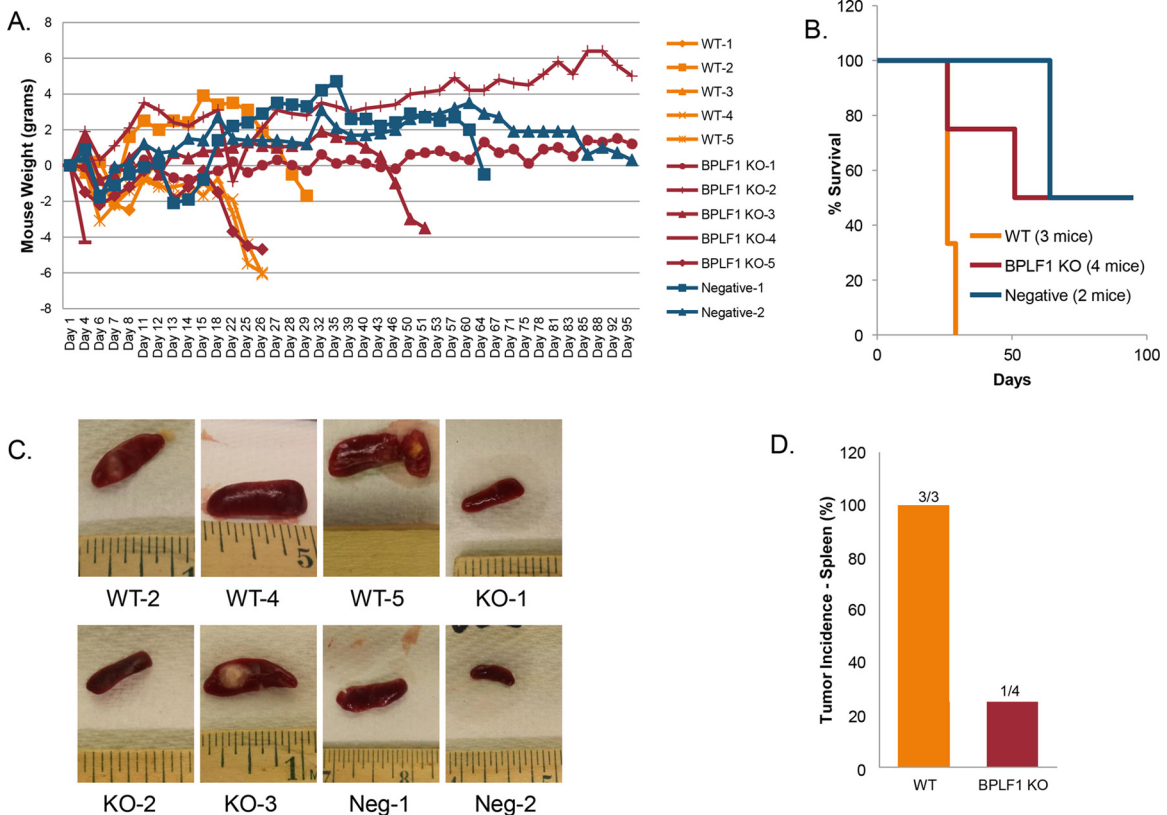 A.
8
6
4
2
0
-2
-4
-6
-8
Mouse Weight (grams)
Day 1
Day 4
Day 6
Day 7
Day 8
Day 11
Day 12
Day 13
Day 14
Day 15
Day 18
Day 22
Day 25
Day 26
Day 27
Day 28
Day 29
Day 32
Day 35
Day 39
Day 40
Day 43
Day 46
Day 50
Day 51
Day 53
Day 57
Day 60
Day 64
Day 67
Day 71
Day 75
Day 78
Day 81
Day 83
Day 85
Day 88
Day 92
Day 95
WT-1
WT-2
WT-3
WT-4
WT-5
BPLF1 KO-1
BPLF1 KO-2
BPLF1 KO-3
BPLF1 KO-4
BPLF1 KO-5
Negative-1
Negative-2
B.
120
100
80
60
40
20
0
% Survival
WT (3 mice)
BPLF1 KO (4 mice)
Negative (2 mice)
0 50 100
Days
C.
5
WT-2 WT-4 WT-5 KO-1
1
7 8
KO-2 KO-3 Neg-1 Neg-2
D.
120
100
80
60
40
20
0
Tumor Incidence - Spleen (%)
3/3
1/4
WT BPLF1 KO